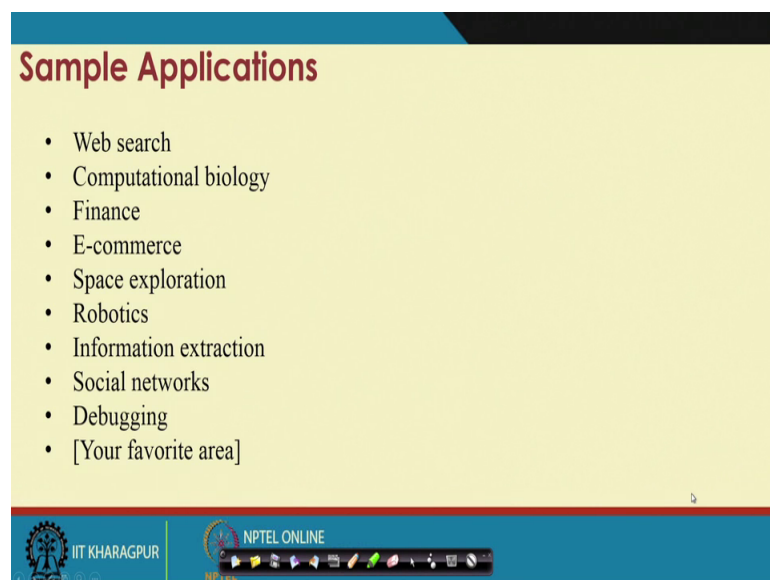 Sample Applications
• Web search
• Computational biology
• Finance
• E-commerce
• Space exploration
• Robotics
• Information extraction
• Social networks
• Debugging
• [Your favorite area]
IIT KHARAGPUR
NPTEL ONLINE
NPTEL